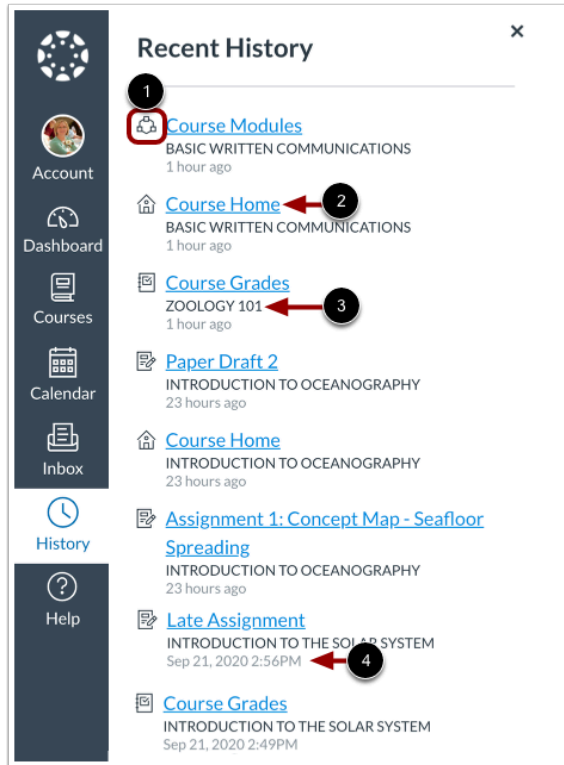 Recent History
×
1
Course Modules
BASIC WRITTEN COMMUNICATIONS
1 hour ago
Course Home
2
BASIC WRITTEN COMMUNICATIONS
1 hour ago
Course Grades
ZOOLOGY 101
3
1 hour ago
Paper Draft 2
INTRODUCTION TO OCEANOGRAPHY
23 hours ago
Course Home
INTRODUCTION TO OCEANOGRAPHY
23 hours ago
Assignment 1: Concept Map - Seafloor
Spreading
INTRODUCTION TO OCEANOGRAPHY
23 hours ago
Late Assignment
INTRODUCTION TO THE SOLAR SYSTEM
Sep 21, 2020 2:56PM
4
Course Grades
INTRODUCTION TO THE SOLAR SYSTEM
Sep 21, 2020 2:49PM
Account
Dashboard
Courses
Calendar
Inbox
History
Help